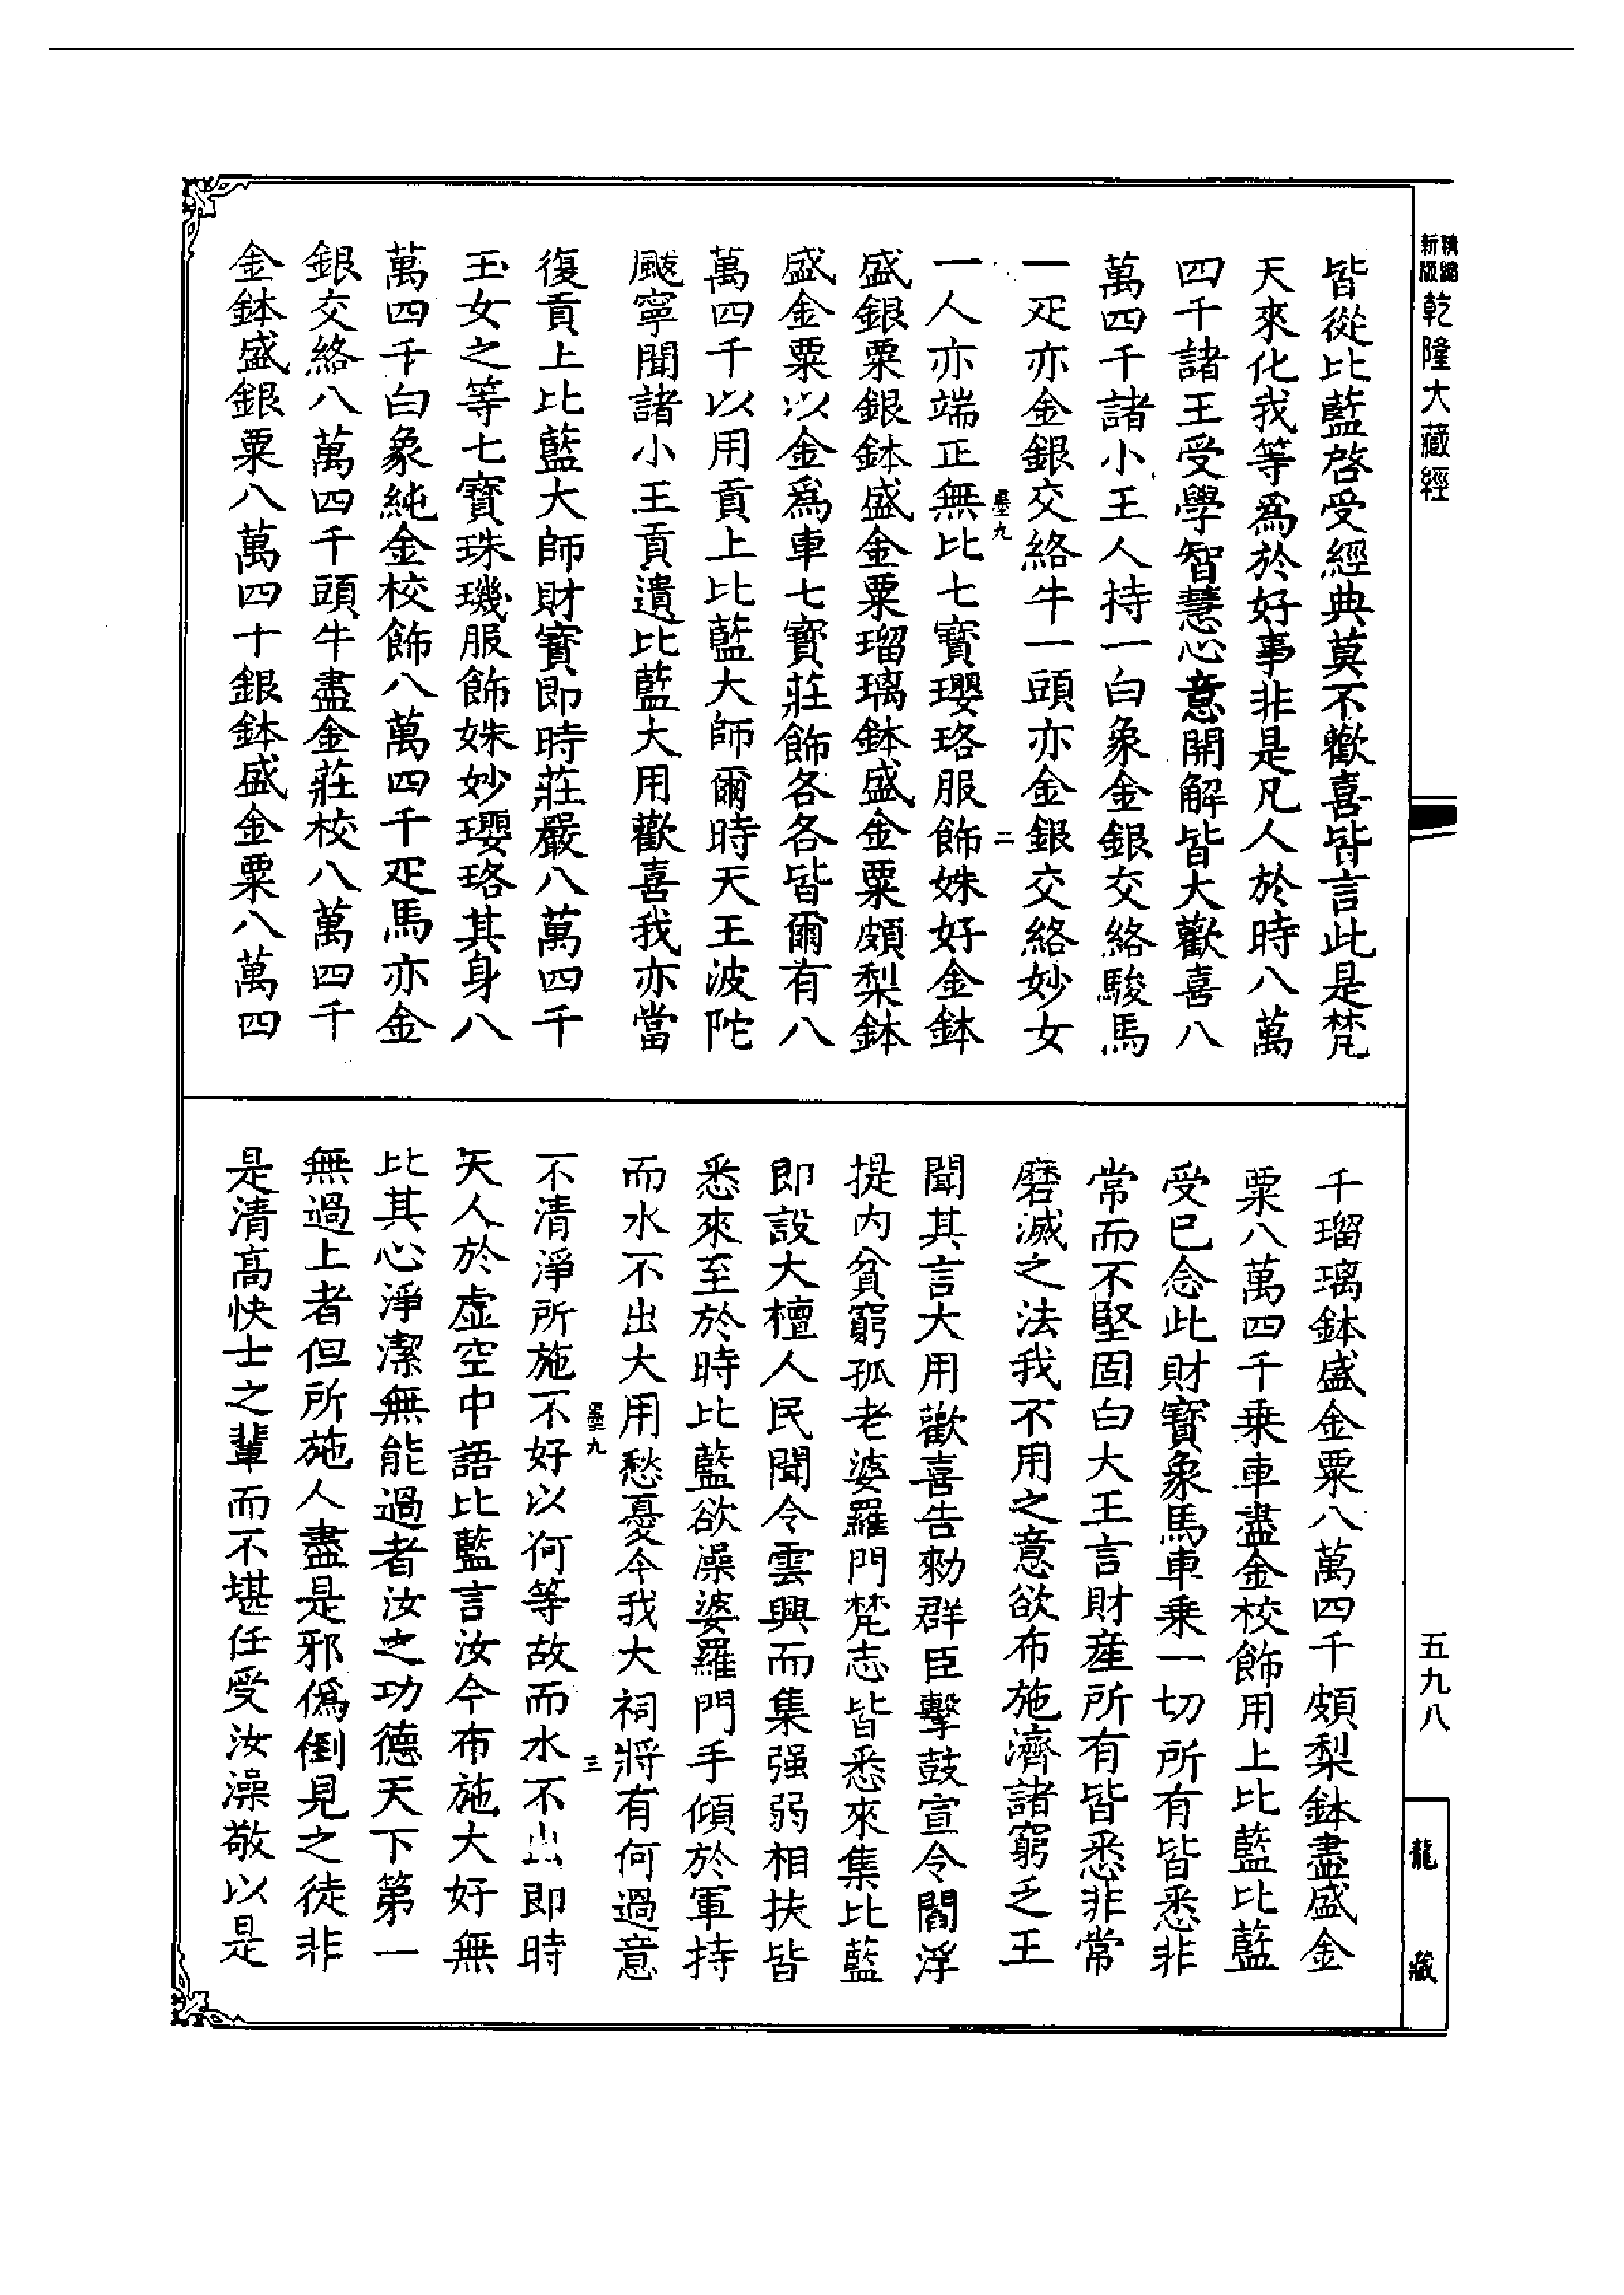 新版 精縮 乾隆大藏經
皆從比藍啓受經典莫不歡喜皆言此是梵
天來化我等爲於好事非是凡人於時八萬
四千諸王受學智慧心意開解皆大歡喜八
萬四千諸小王人持一白象金銀交絡駿馬
一疋亦金銀交絡牛一頭亦金銀交絡妙女
墨九 二
一人亦端正無比七寶瓔珞服飾姝好金鉢
盛銀粟銀鉢盛金粟瑠璃鉢盛金粟頗梨鉢
盛金粟以金爲車七寶莊飾各各皆爾有八
萬四千以用貢上比藍大師爾時天王波陀
颰寧聞諸小王貢遺比藍大用歡喜我亦當
復貢上比藍大師財寶即時莊嚴八萬四千
玉女之等七寶珠璣服飾姝妙瓔珞其身八
萬四千白象純金校飾八萬四千疋馬亦金
銀交絡八萬四千頭牛盡金莊校八萬四千
金鉢盛銀粟八萬四十銀鉢盛金粟八萬四
千瑠璃鉢盛金粟八萬四千頗梨鉢盡盛金
粟八萬四千乘車盡金校飾用上比藍比藍
受已念此財寶象馬車乘一切所有皆悉非
常而不堅固白大王言財産所有皆悉非常
磨滅之法我不用之意欲布施濟諸窮乏王
聞其言大用歡喜告勑群臣擊鼓宣令閻浮
提內貧窮孤老婆羅門梵志皆悉來集比藍
即設大檀人民聞令雲興而集强弱相扶皆
悉來至於時比藍欲澡婆羅門手傾於軍持
而水不出大用愁憂今我大祠將有何過意
墨九 三
不清淨所施不好以何等故而水不出即時
天人於虛空中語比藍言汝今布施大好無
比其心淨潔無能過者汝之功德天下第一
無過上者但所施人盡是邪僞倒見之徒非
是清高快士之輩而不堪任受汝澡敬以是
五九八
龍藏